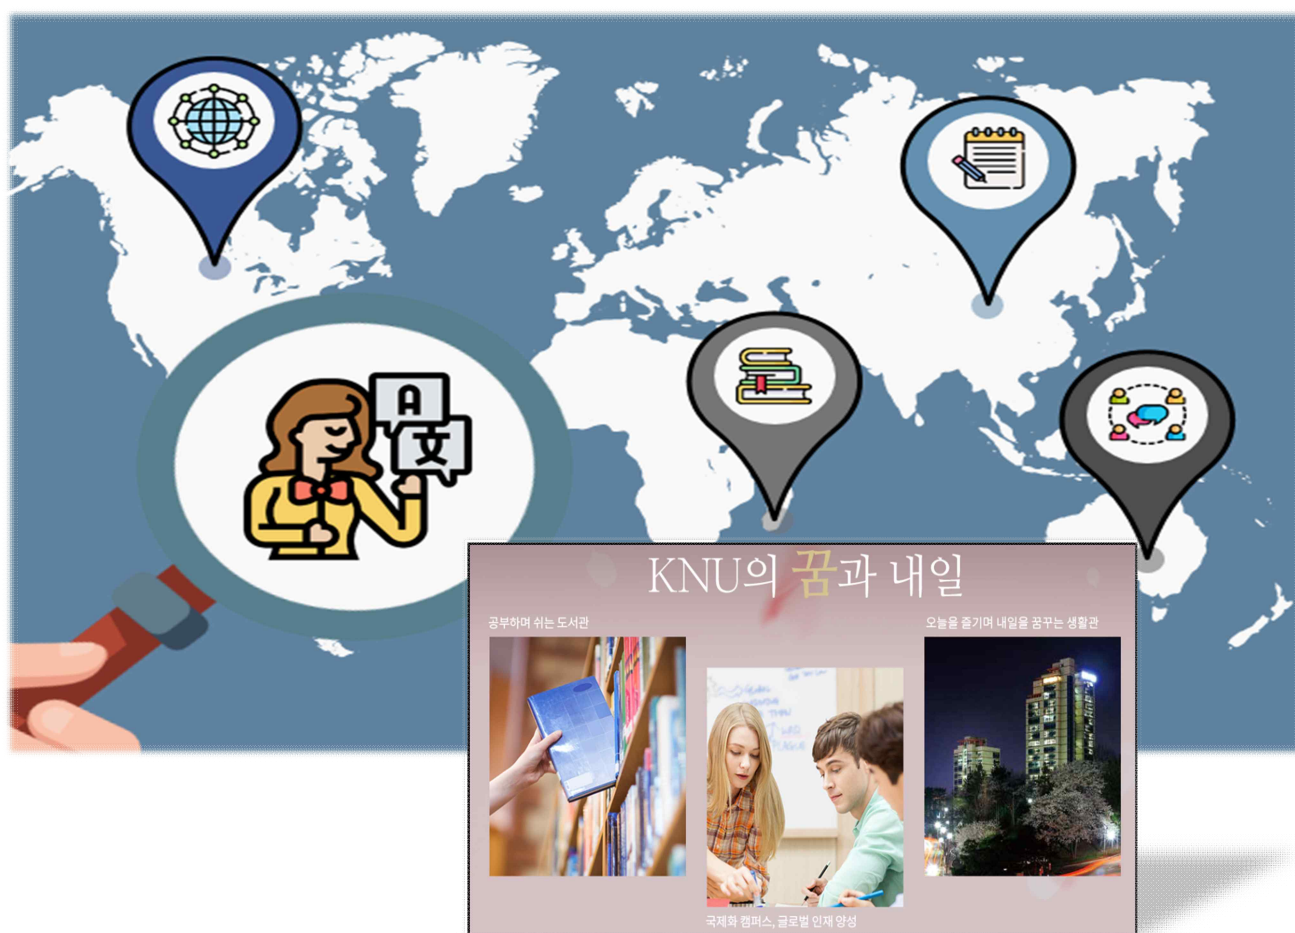 A
文
KNU의 꿈과 내일
공부하며 쉬는 도서관
오늘을 즐기며 내일을 꿈꾸는 생활관
국제화 캠퍼스, 글로벌 인재 양성